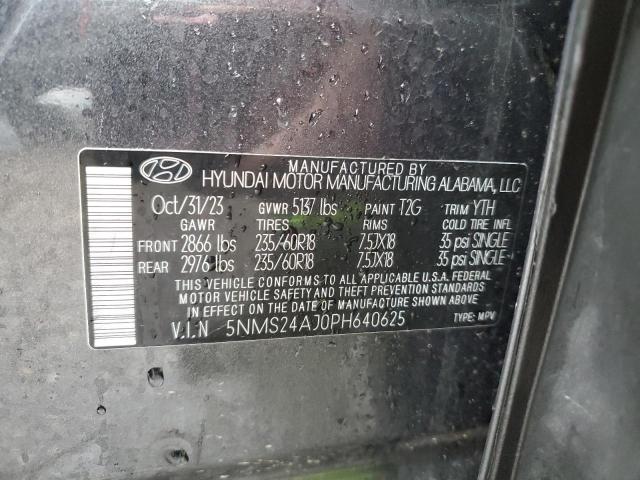 MANUFACTURED BY
HYUNDAI MOTOR MANUFACTURING ALABAMA, LLC
Oct/31/23 GVWR 5137 lbs PAINT T2G TRIM YTH
GAWR TIRES RIMS COLD TIRE INFL
FRONT 2866 lbs 235/60R18 7.5JX18 35 psi SINGLE
REAR 2976 lbs 235/60R18 7.5JX18 35 psi SINGLE
THIS VEHICLE CONFORMS TO ALL APPLICABLE U.S.A. FEDERAL
MOTOR VEHICLE SAFETY AND THEFT PREVENTION STANDARDS
IN EFFECT ON THE DATE OF MANUFACTURE SHOWN ABOVE.
V.I.N 5NMS24AJ0PH640625 TYPE: MPV